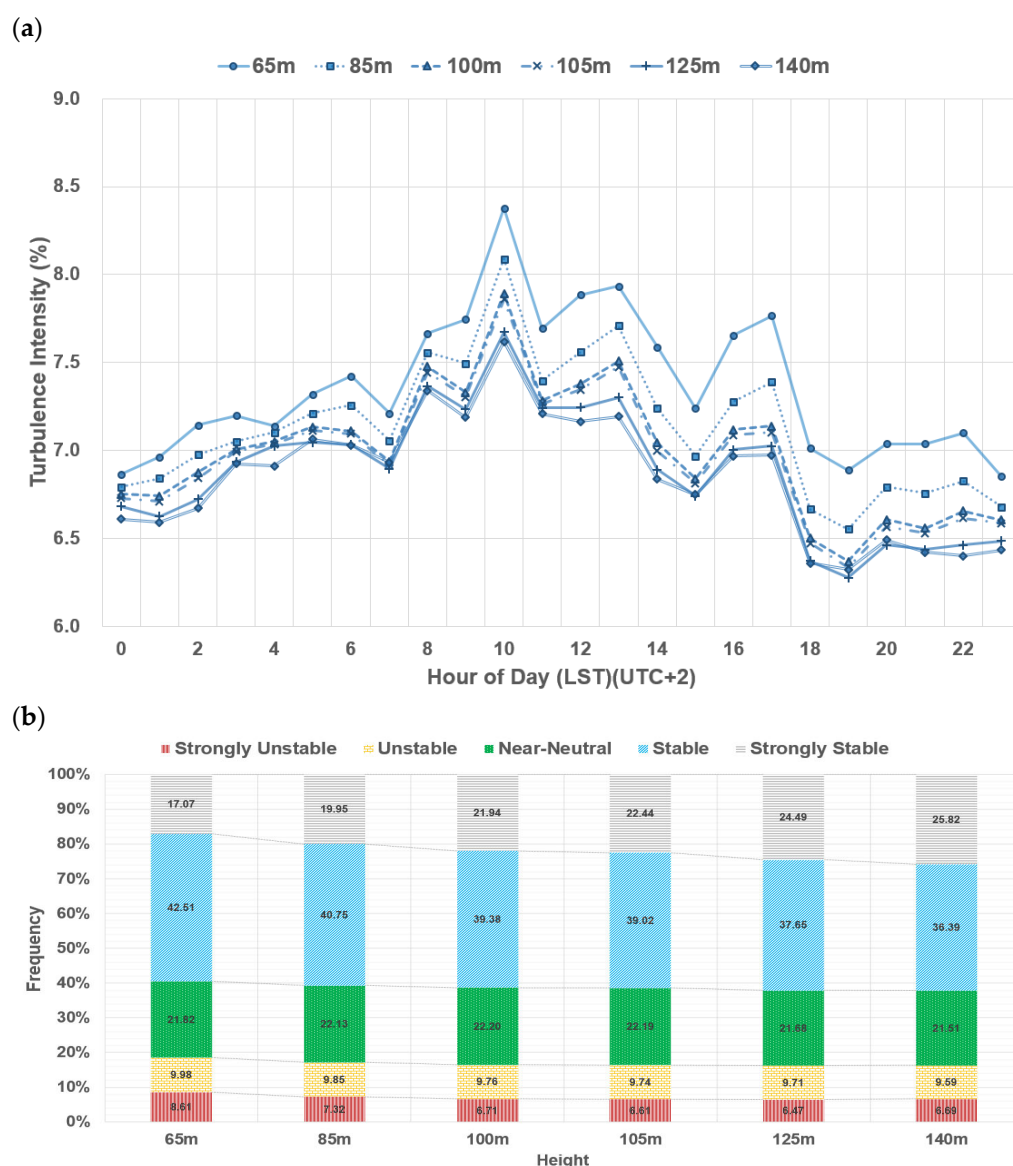 (a)
65m 85m 100m 105m 125m 140m
9.0
8.5
8.0
7.5
7.0
6.5
6.0
Turbulence Intensity (%)
0 2 4 6 8 10 12 14 16 18 20 22
Hour of Day (LST)(UTC+2)
(b)
Strongly Unstable Unstable Near-Neutral Stable Strongly Stable
100%
90%
80%
70%
60%
50%
40%
30%
20%
10%
0%
Frequency
17.07 19.95 21.94 22.44 24.49 25.82
42.51 40.75 39.38 39.02 37.65 36.39
21.82 22.13 22.20 22.19 21.68 21.51
9.98 9.85 9.76 9.74 9.71 9.59
8.61 7.32 6.71 6.61 6.47 6.69
65m 85m 100m 105m 125m 140m
Height